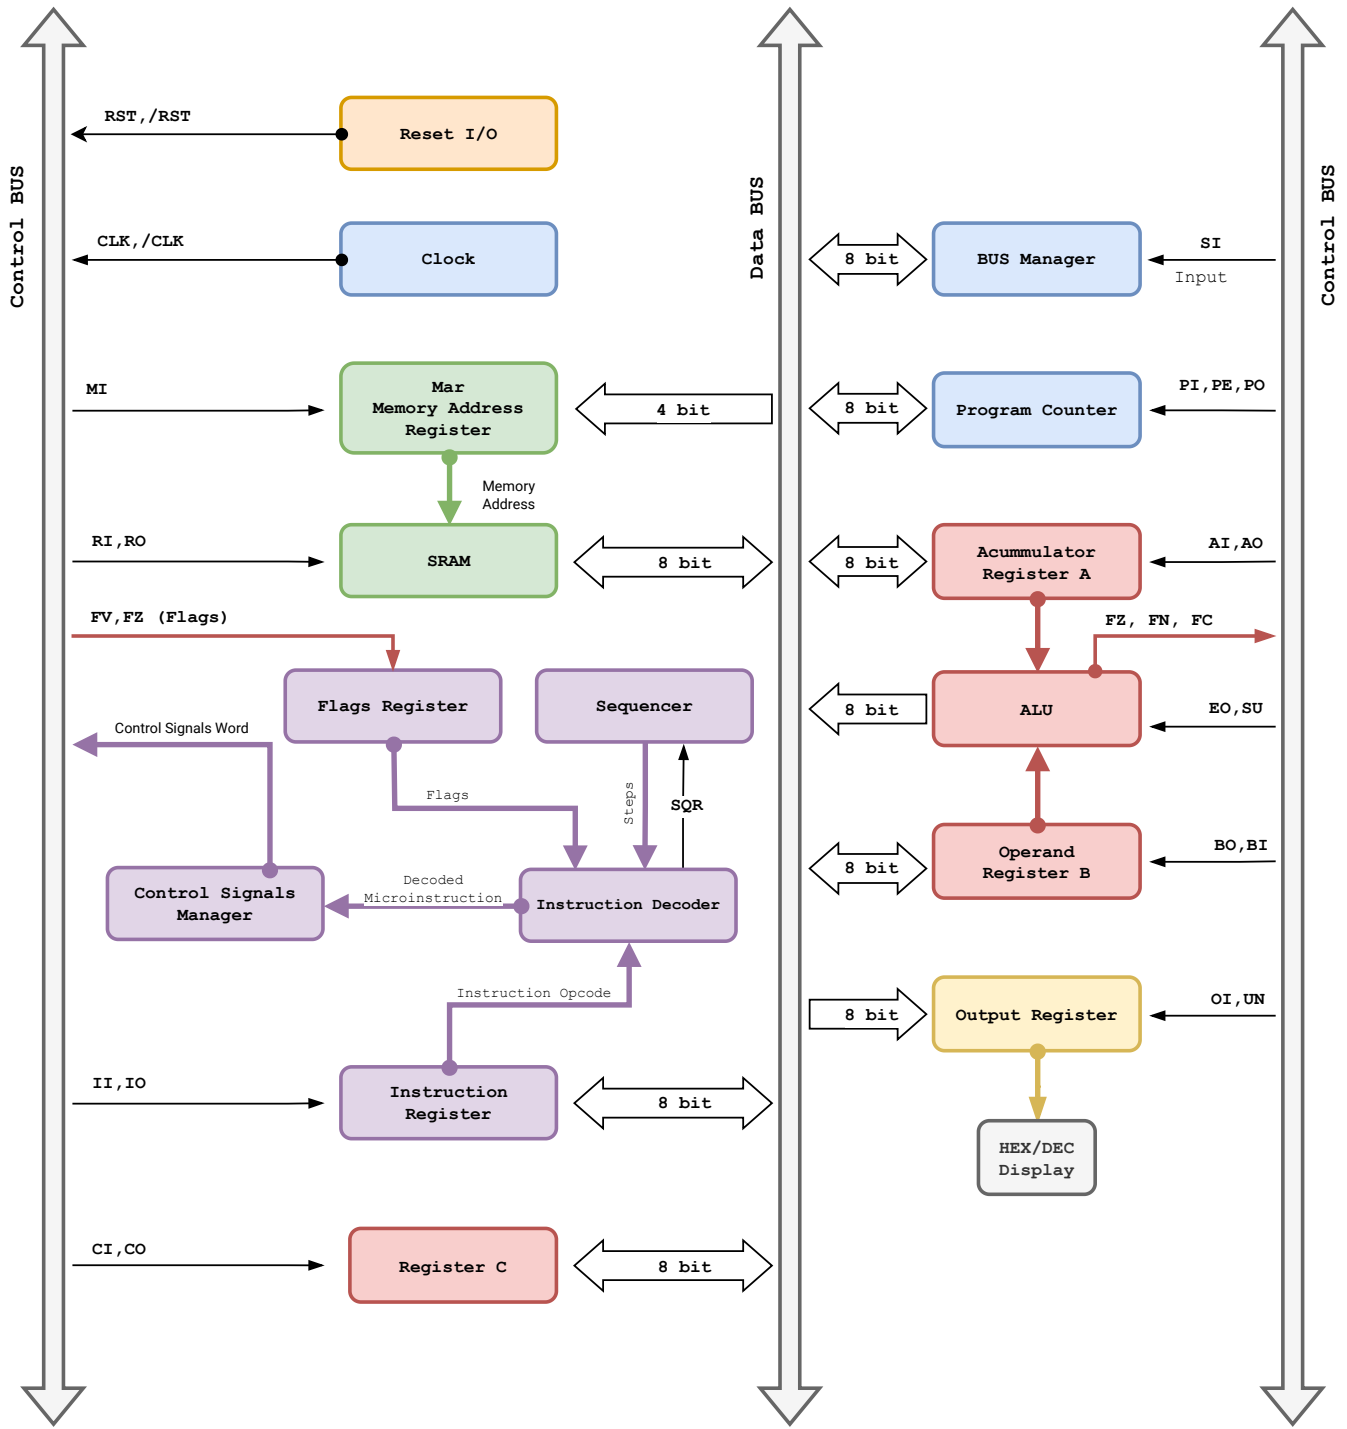 Control BUS
Data BUS
Control BUS
RST,/RST
Reset I/O
CLK,/CLK
Clock
8 bit
BUS Manager
SI
Input
MI
Mar
Memory Address
Register
4 bit
8 bit
Program Counter
PI,PE,PO
Memory
Address
RI,RO
SRAM
8 bit
8 bit
Acummulator
Register A
AI,AO
FV,FZ (Flags)
FZ, FN, FC
Flags Register
Sequencer
8 bit
ALU
EO,SU
Control Signals Word
Flags
Steps
SQR
Control Signals
Manager
Decoded
Microinstruction
Instruction Decoder
8 bit
Operand
Register B
BO,BI
Instruction Opcode
8 bit
Output Register
OI,UN
II,IO
Instruction
Register
8 bit
HEX/DEC
Display
CI,CO
Register C
8 bit